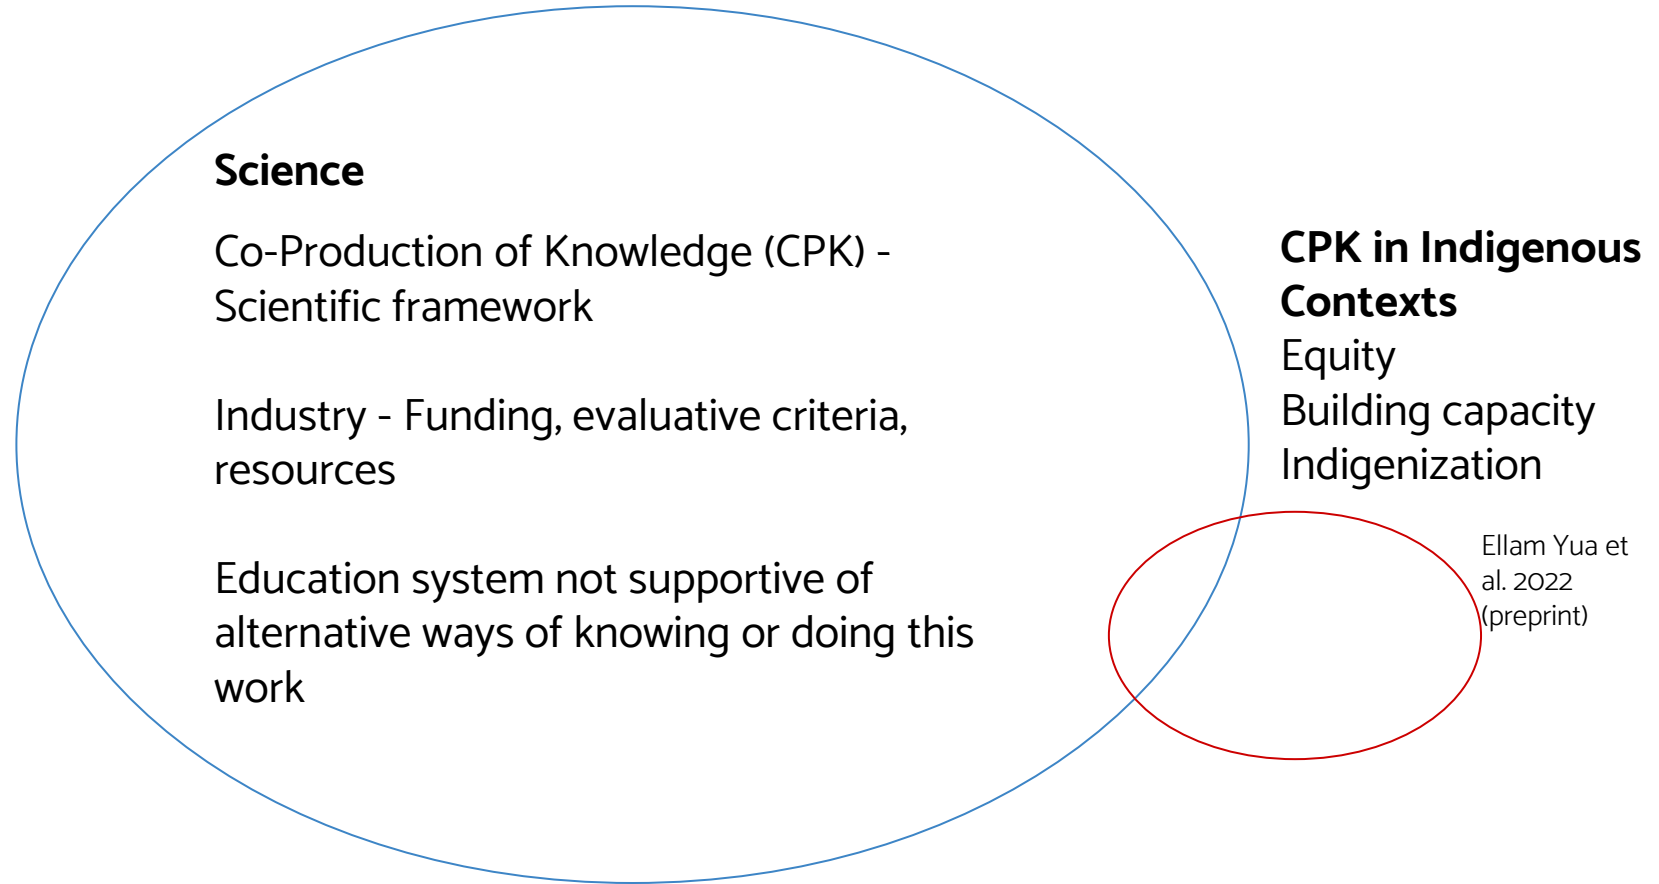 Science
Co-Production of Knowledge (CPK) -
Scientific framework
Industry - Funding, evaluative criteria,
resources
Education system not supportive of
alternative ways of knowing or doing this
work
CPK in Indigenous
Contexts
Equity
Building capacity
Indigenization
Ellam Yua et
al. 2022
(preprint)